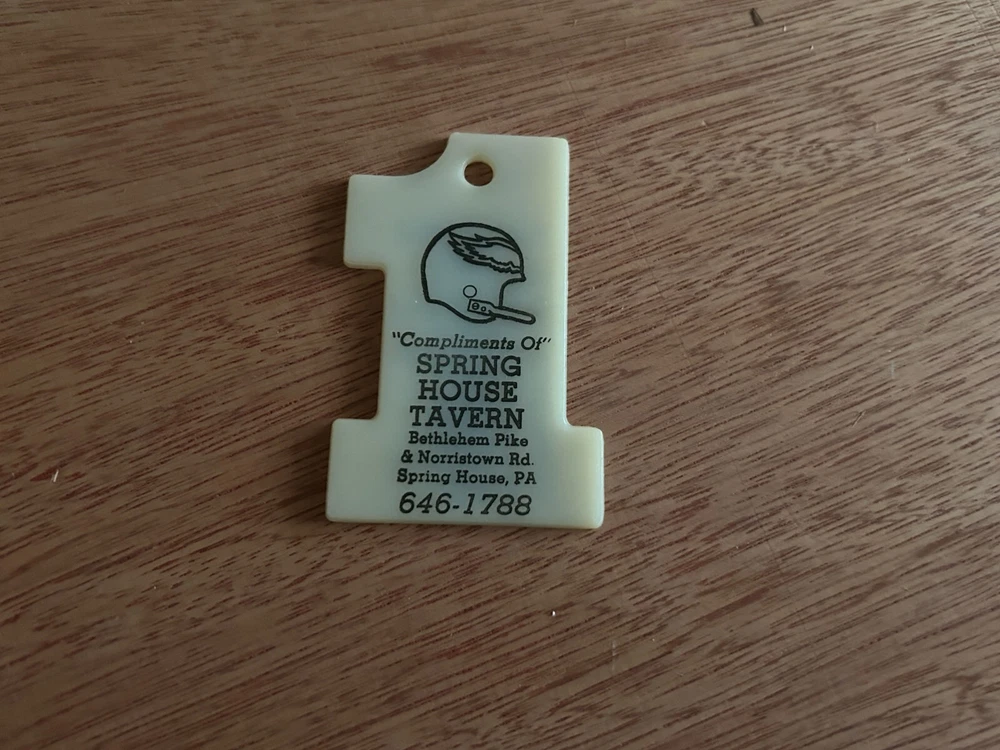 "Compliments Of"
SPRING
HOUSE
TAVERN
Bethlehem Pike
& Norristown Rd.
Spring House, PA
646-1788